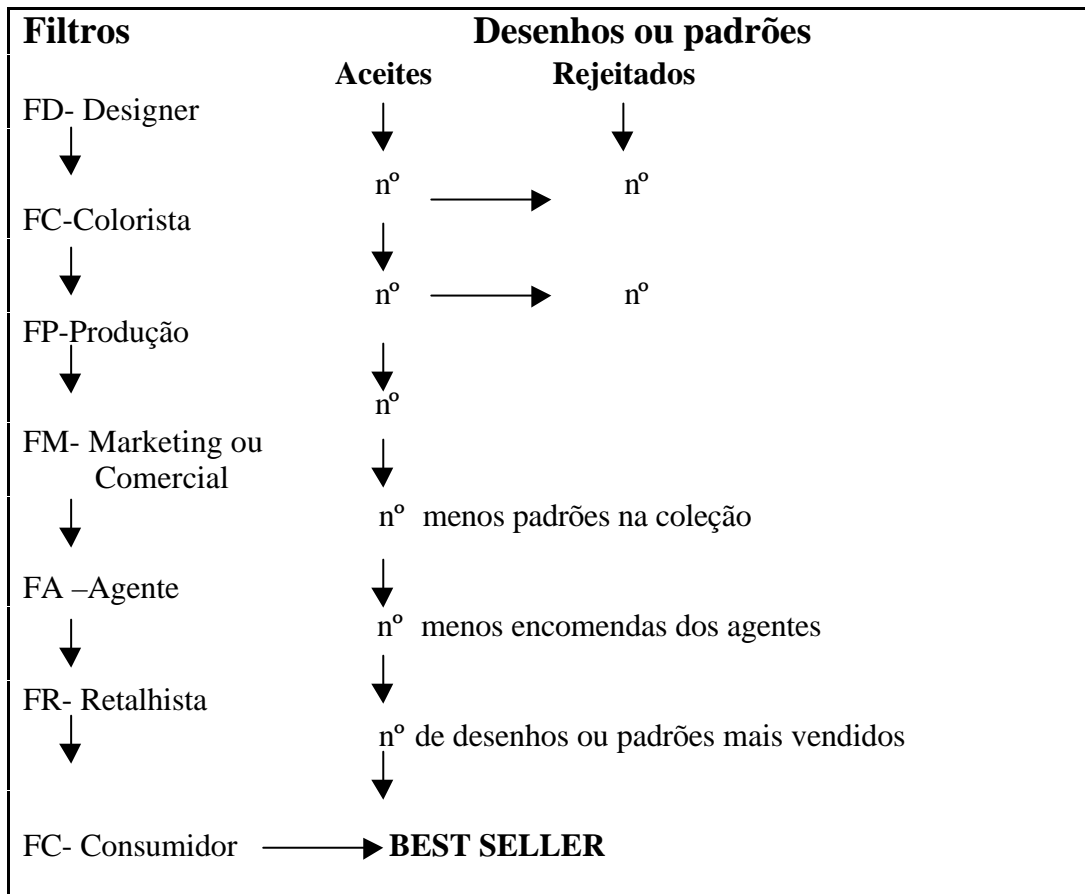 Filtros Desenhos ou padrões
Aceites Rejeitados
FD- Designer
nº nº
FC-Colorista
nº nº
FP-Produção
nº
FM- Marketing ou
Comercial
nº menos padrões na coleção
FA –Agente
nº menos encomendas dos agentes
FR- Retalhista
nº de desenhos ou padrões mais vendidos
FC- Consumidor BEST SELLER